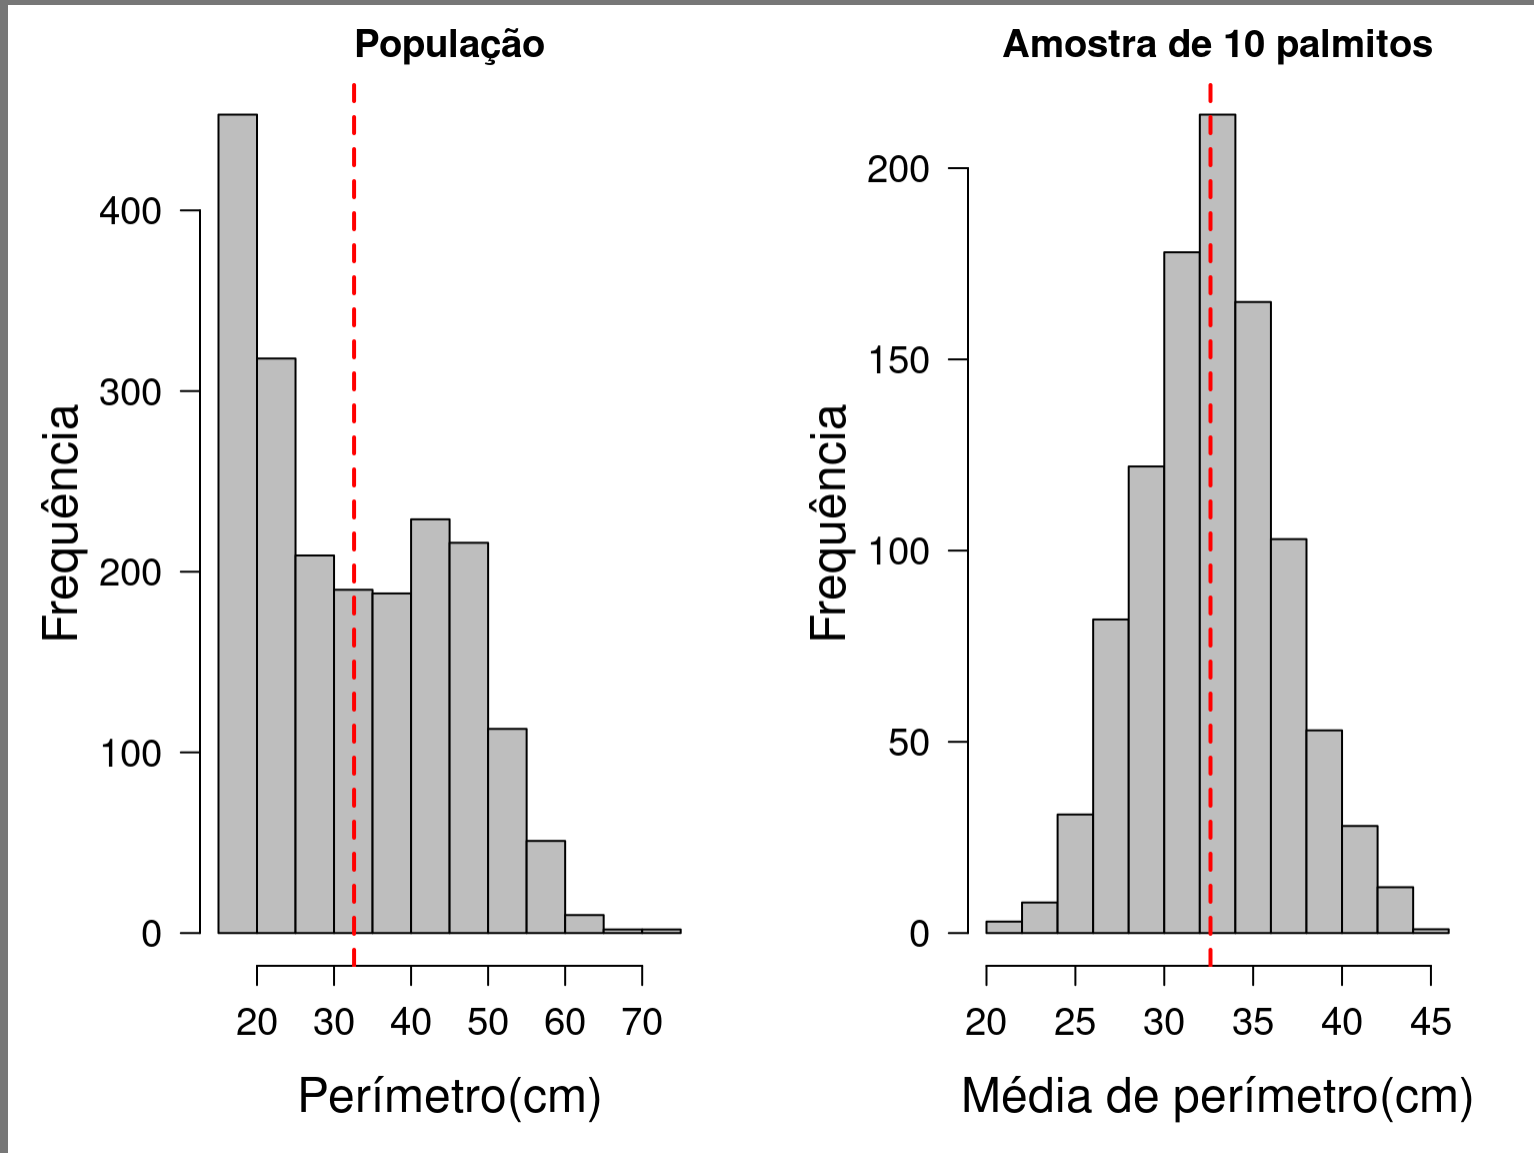 População
Frequência
400
300
200
100
0
20 30 40 50 60 70
Perímetro(cm)
Amostra de 10 palmitos
Frequência
200
150
100
50
0
20 25 30 35 40 45
Média de perímetro(cm)